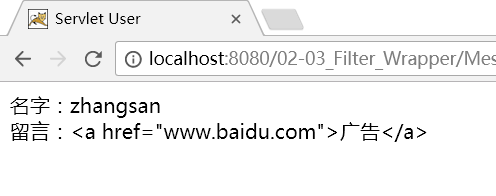 Servlet User
localhost:8080/02-03_Filter_Wrapper/Mes
名字：zhangsan
留言：<a href="www.baidu.com">广告</a>